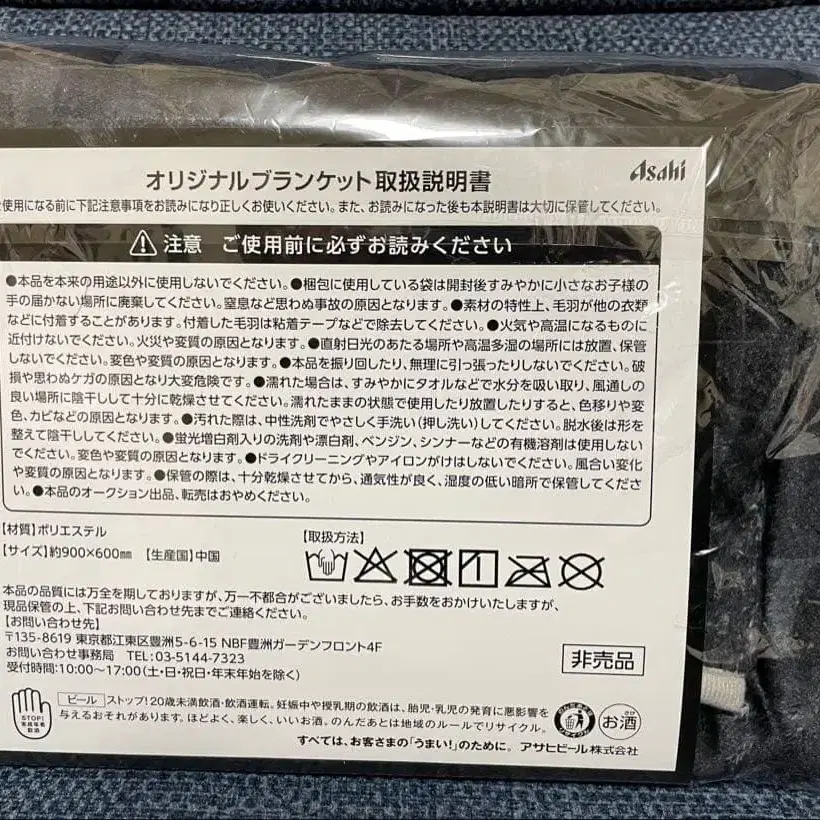 オリジナルブランケット取扱説明書
Asahi
使用になる前に下記注意事項をお読みになり正しくお使いください。また、お読みになった後も本説明書は大切に保管してください。
注意 ご使用前に必ずお読みください
●本品を本来の用途以外に使用しないでください。●梱包に使用している袋は開封後すみやかに小さなお子様の
手の届かない場所に廃棄してください。窒息など思わぬ事故の原因となります。●素材の特性上、毛羽が他の衣類
などに付着することがあります。付着した毛羽は粘着テープなどで除去してください。●火気や高温になるものに
近付けないでください。火災や変質の原因となります。●直射日光のあたる場所や高温多湿の場所には放置、保管
しないでください。変色や変質の原因となります。●本品を振り回したり、無理に引っ張ったりしないでください。破
損や思わぬケガの原因となり大変危険です。●濡れた場合は、すみやかにタオルなどで水分を吸い取り、風通しの
良い場所に陰干しして十分に乾燥させてください。濡れたままの状態で使用したり放置したりすると、色移りや変
色、カビなどの原因となります。●汚れた際は、中性洗剤でやさしく手洗い(押し洗い)してください。脱水後は形を
整えて陰干ししてください。●蛍光増白剤入りの洗剤や漂白剤、ベンジン、シンナーなどの有機溶剤は使用しない
でください。変色や変質の原因となります。●ドライクリーニングやアイロンがけはしないでください。風合い変化
や変質の原因となります。●保管の際は、十分乾燥させてから、通気性が良く、湿度の低い暗所で保管してくださ
い。●本品のオークション出品、転売はおやめください。
【材質】ポリエステル
【サイズ】約900×600㎜ 【生産国】中国
【取扱方法】
本品の品質には万全を期しておりますが、万一不都合がございましたら、お手数をおかけいたしますが、
現品保管の上、下記お問い合わせ先までご連絡ください。
【お問い合わせ先】
〒135-8619 東京都江東区豊洲5-6-15 NBF豊洲ガーデンフロント4F
お問い合わせ事務局 TEL:03-5144-7323
受付時間:10:00〜17:00(土・日・祝日・年末年始を除く)
非売品
STOP!
未成年者
飲酒
ビール ストップ!20歳未満飲酒・飲酒運転。妊娠中や授乳期の飲酒は、胎児・乳児の発育に悪影響を
与えるおそれがあります。ほどよく、楽しく、いいお酒。のんだあとは地域のルールでリサイクル。
お酒
すべては、お客さまの「うまい!」のために。 アサヒビール株式会社